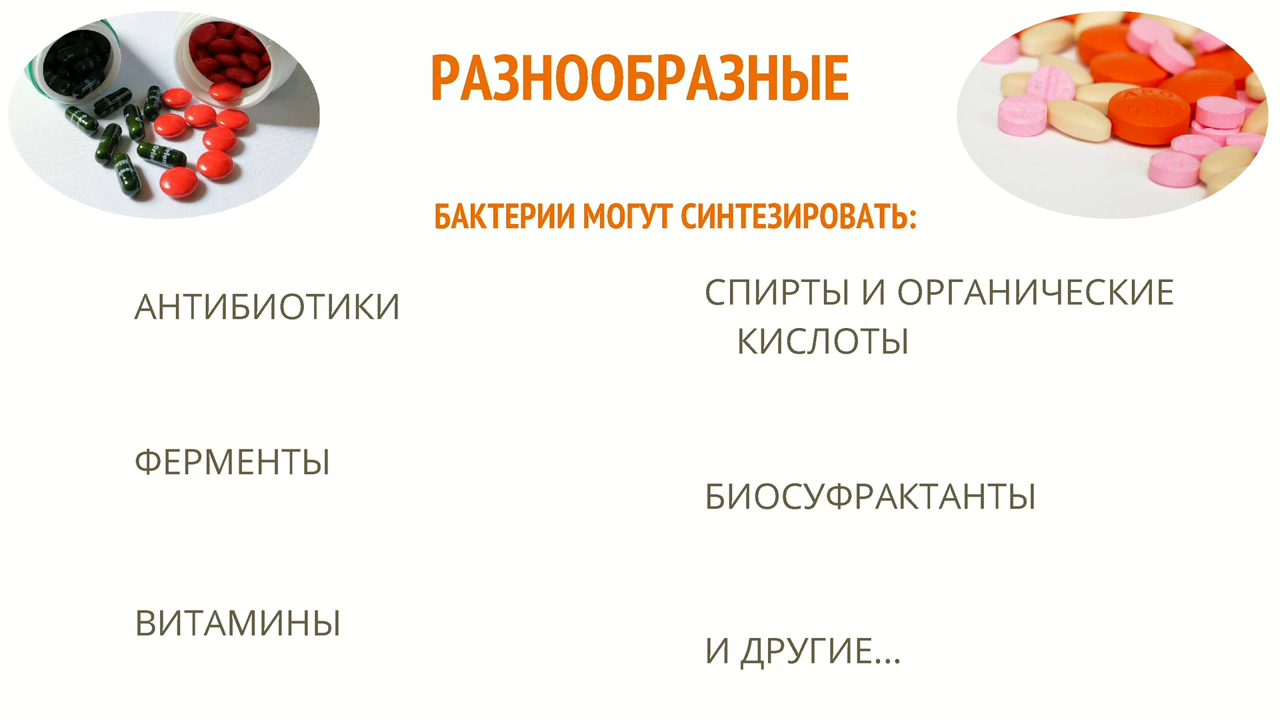 РАЗНООБРАЗНЫЕ
БАКТЕРИИ МОГУТ СИНТЕЗИРОВАТЬ:
АНТИБИОТИКИ
ФЕРМЕНТЫ
ВИТАМИНЫ
СПИРТЫ И ОРГАНИЧЕСКИЕ
КИСЛОТЫ
БИОСУФРАКТАНТЫ
И ДРУГИЕ...